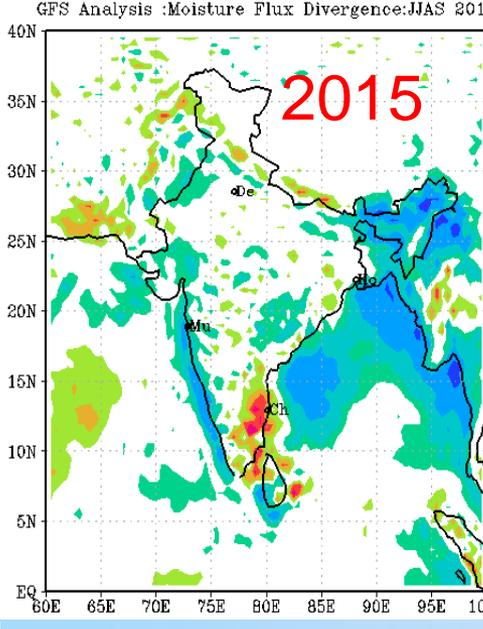 GFS Analysis :Moisture Flux Divergence:JJAS 201
40N
2015
35N
30N
De
25N
Ko
20N
Mu
15N
Ch
10N
5N
EQ
60E 65E 70E 75E 80E 85E 90E 95E 10